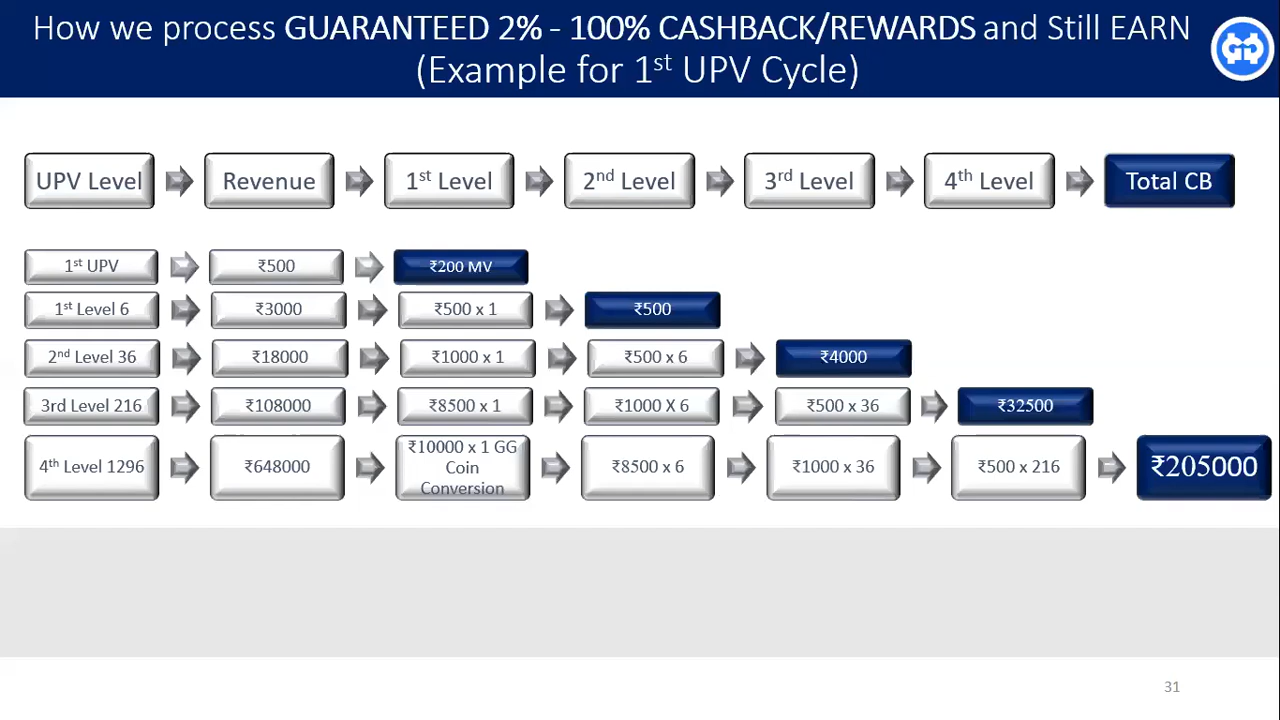 How we process GUARANTEED 2% - 100% CASHBACK/REWARDS and Still EARN
(Example for 1st UPV Cycle)
UPV Level
Revenue
1st Level
2nd Level
3rd Level
4th Level
Total CB
1st UPV
₹500
₹200 MV
1st Level 6
₹3000
₹500 x 1
₹500
2nd Level 36
₹18000
₹1000 x 1
₹500 x 6
₹4000
3rd Level 216
₹108000
₹8500 x 1
₹1000 X 6
₹500 x 36
₹32500
4th Level 1296
₹648000
₹10000 x 1 GG
Coin
Conversion
₹8500 x 6
₹1000 x 36
₹500 x 216
₹205000
31